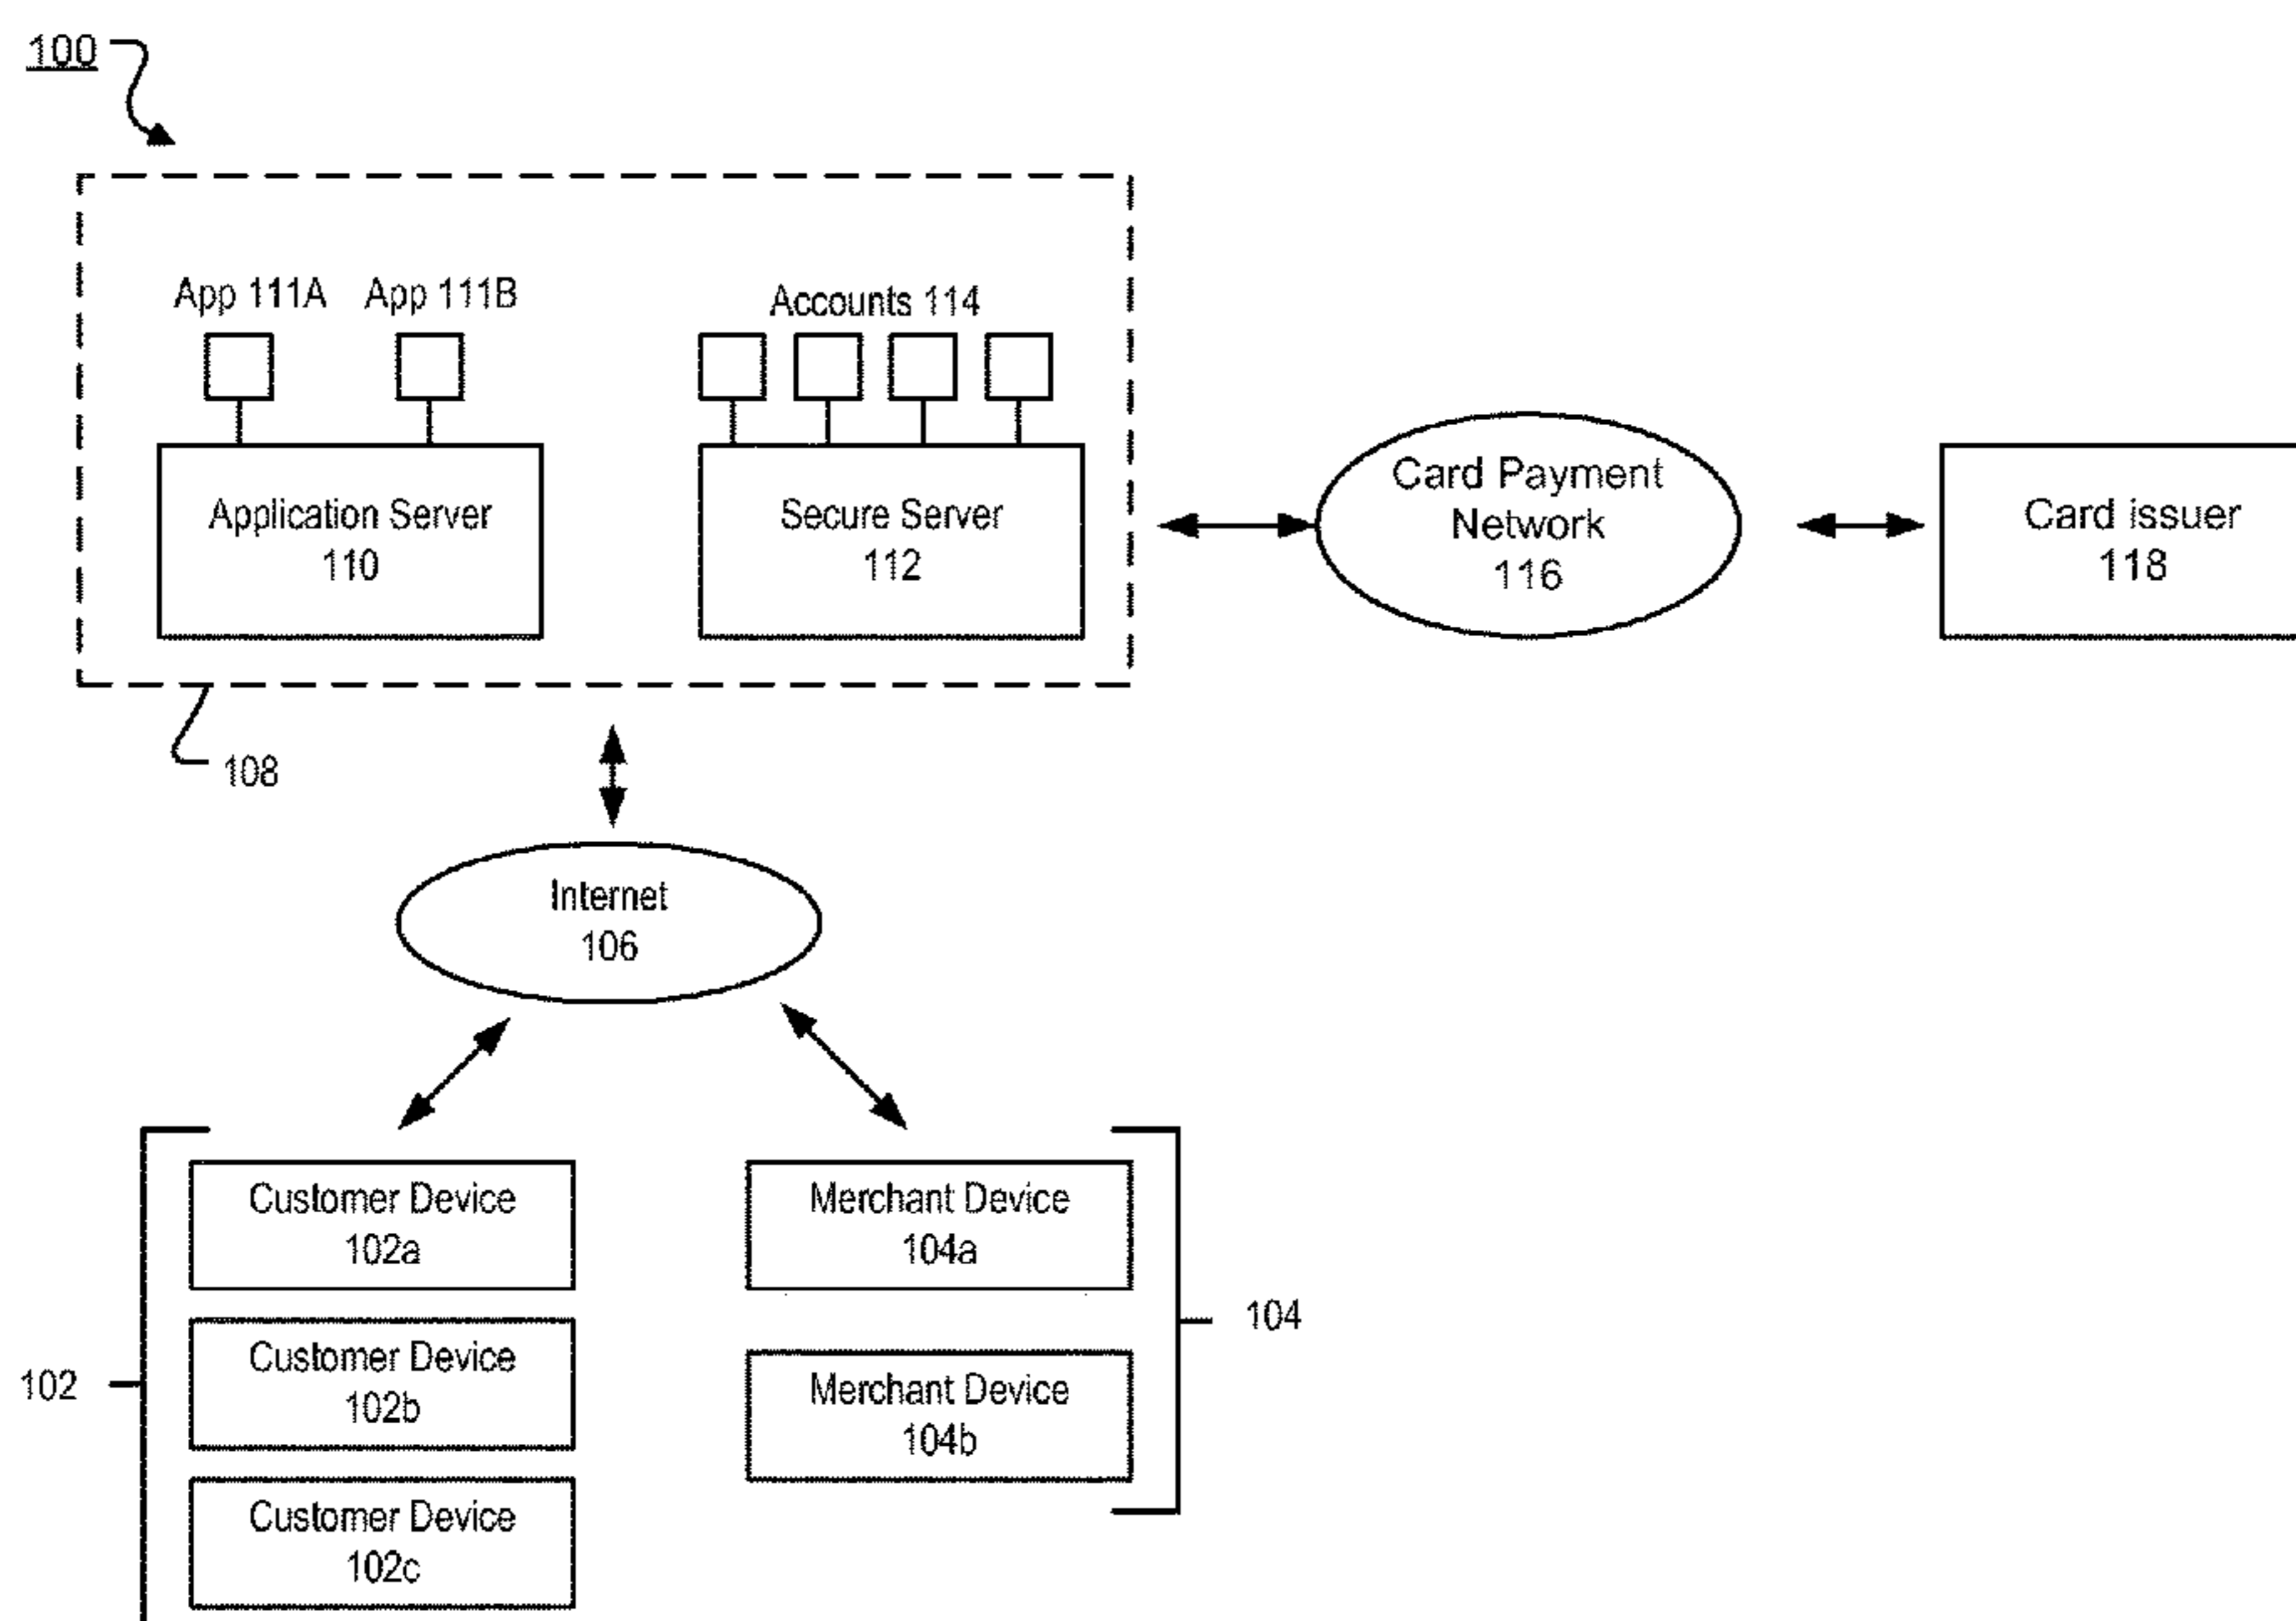 100
App 111A App 111B
Accounts 114
Application Server
110
Secure Server
112
Card Payment
Network
116
Card issuer
118
108
Internet
106
102
Customer Device
102a
Customer Device
102b
Customer Device
102c
Merchant Device
104a
Merchant Device
104b
104